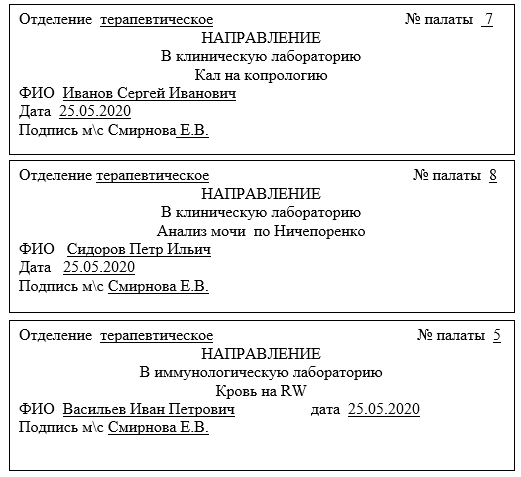 Отделение терапевтическое № палаты 7
НАПРАВЛЕНИЕ
В клиническую лабораторию
Кал на копрологию
ФИО Иванов Сергей Иванович
Дата 25.05.2020
Подпись м\с Смирнова Е.В.
Отделение терапевтическое № палаты 8
НАПРАВЛЕНИЕ
В клиническую лабораторию
Анализ мочи по Ничепоренко
ФИО Сидоров Петр Ильич
Дата 25.05.2020
Подпись м\с Смирнова Е.В.
Отделение терапевтическое № палаты 5
НАПРАВЛЕНИЕ
В иммунологическую лабораторию
Кровь на RW
ФИО Васильев Иван Петрович дата 25.05.2020
Подпись м\с Смирнова Е.В.